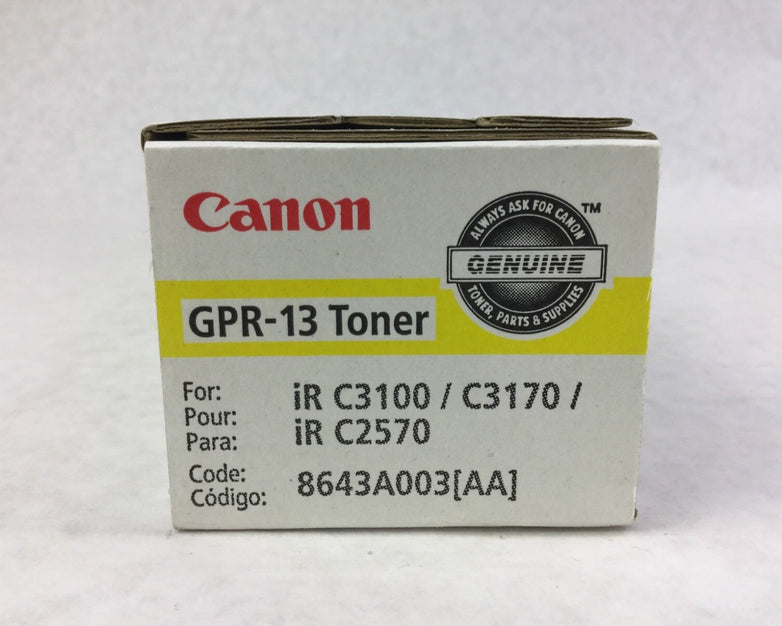 Canon
ALWAYS ASK FOR CANON
™
GENUINE
TONER, PARTS & SUPPLIES
GPR-13 Toner
For:
Pour:
Para:
iR C3100 / C3170 /
iR C2570
Code:
Código:
8643A003[AA]